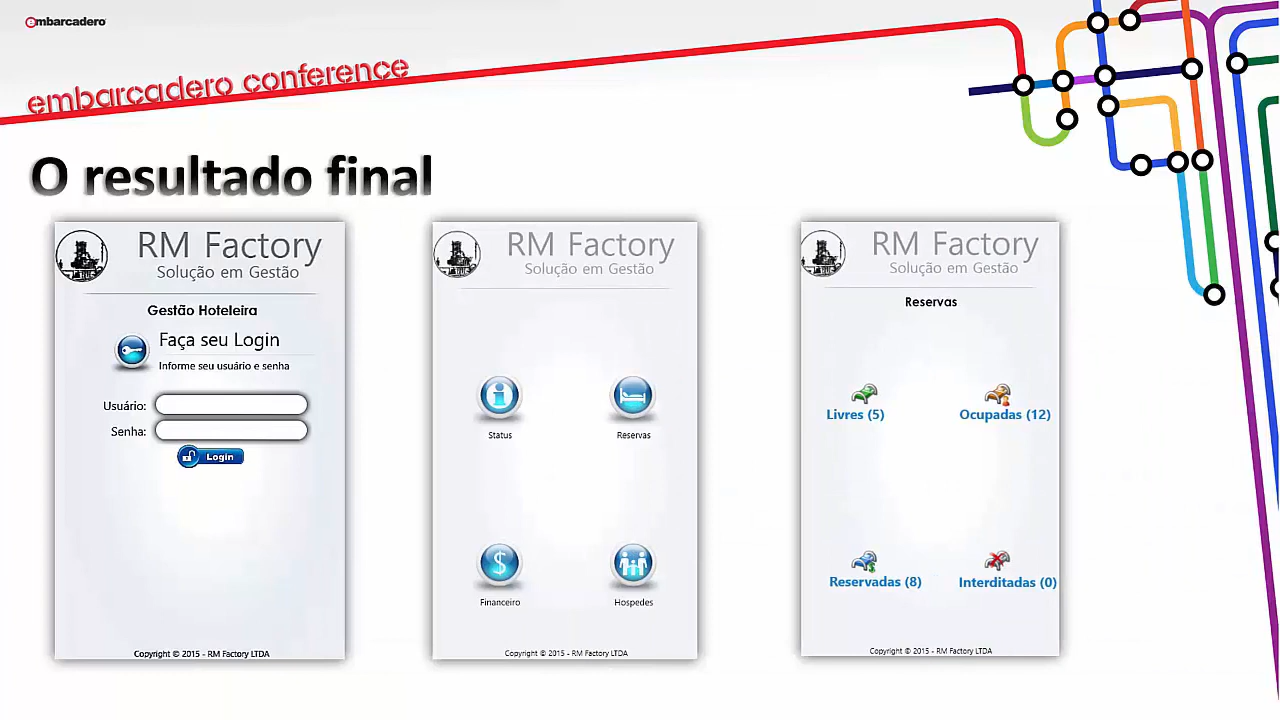 embarcadero
embarcadero conference
O resultado final
RM Factory
Solução em Gestão
Gestão Hoteleira
Faça seu Login
Informe seu usuário e senha
Usuário:
Senha:
Login
Copyright © 2015 - RM Factory LTDA
RM Factory
Solução em Gestão
Status
Reservas
Financeiro
Hospedes
Copyright © 2015 - RM Factory LTDA
RM Factory
Solução em Gestão
Reservas
Livres (5)
Ocupadas (12)
Reservadas (8)
Interditadas (0)
Copyright © 2015 - RM Factory LTDA